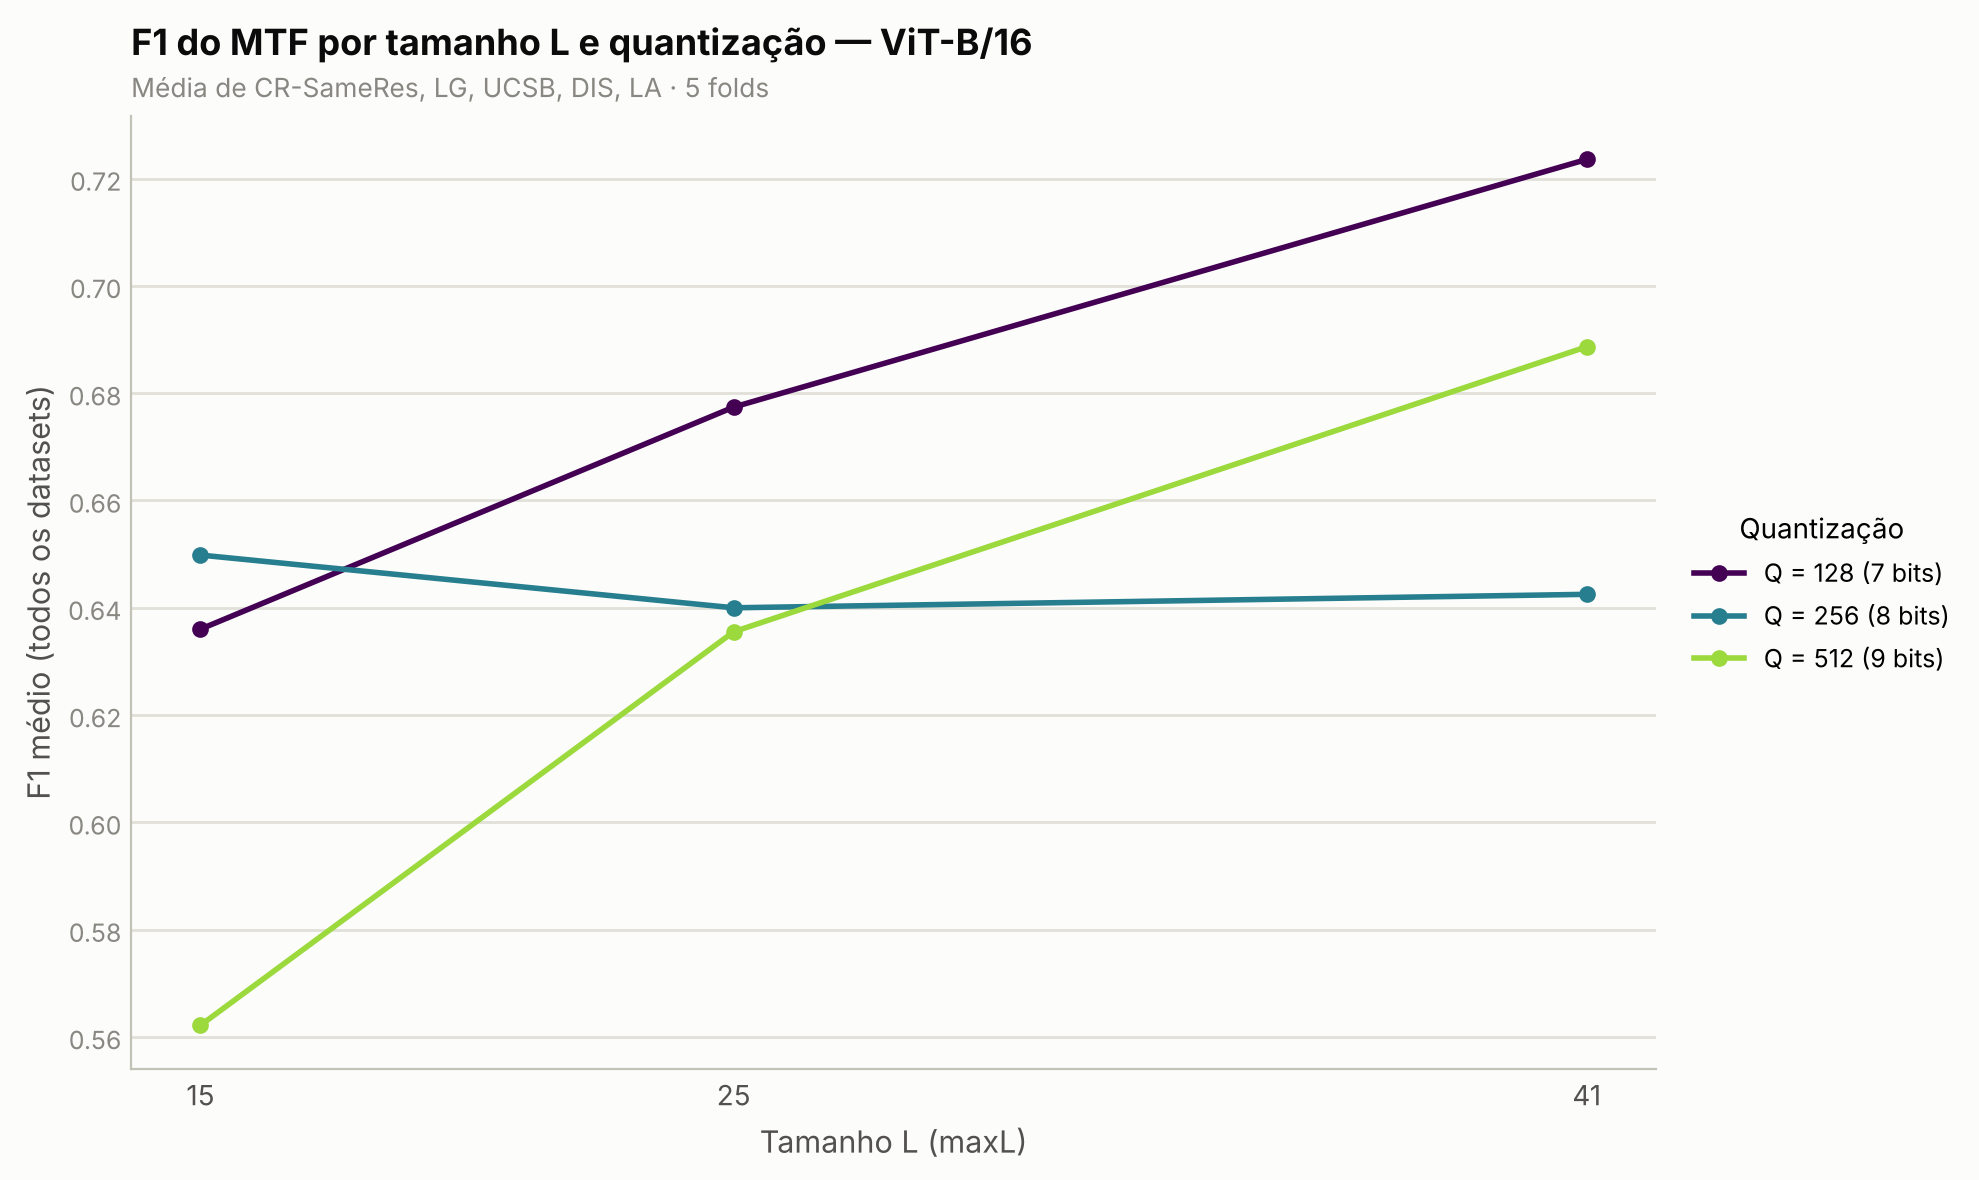 F1 do MTF por tamanho L e quantização — ViT-B/16
Média de CR-SameRes, LG, UCSB, DIS, LA · 5 folds
F1 médio (todos os datasets)
0.72
0.70
0.68
0.66
0.64
0.62
0.60
0.58
0.56
15 25 41
Tamanho L (maxL)
Quantização
Q = 128 (7 bits)
Q = 256 (8 bits)
Q = 512 (9 bits)